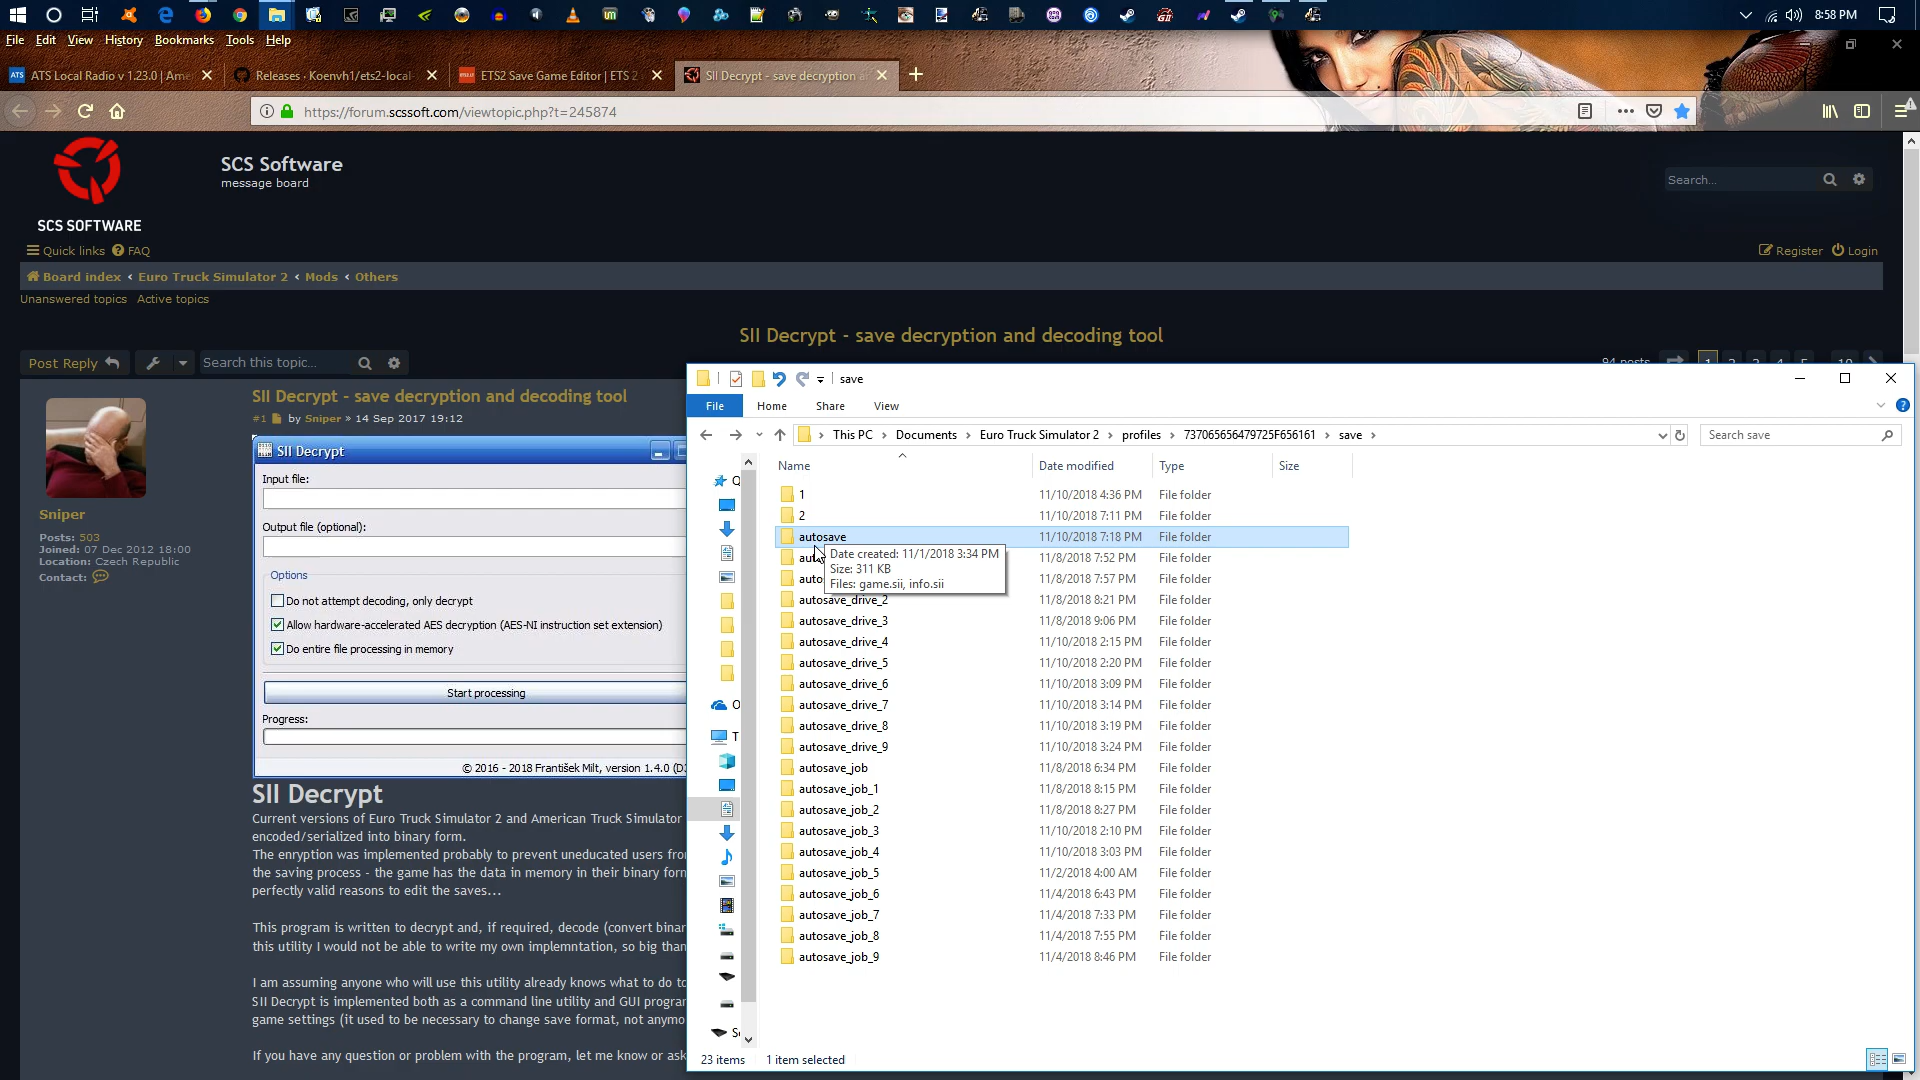 8:58 PM
File Edit View History Bookmarks Tools Help
ATS Local Radio v 1.23.0 | Ame
Releases · Koenvh1/ets2-local-
ETS2 Save Game Editor | ETS 2
SII Decrypt - save decryption a
https://forum.scssoft.com/viewtopic.php?t=245874
SCS Software
message board
SCS SOFTWARE
Search...
Quick links FAQ
Register Login
Board index ‹ Euro Truck Simulator 2 ‹ Mods ‹ Others
Unanswered topics Active topics
SII Decrypt - save decryption and decoding tool
Post Reply Search this topic...
94 posts 1 2 3 4 5 10
SII Decrypt - save decryption and decoding tool
#1 by Sniper » 14 Sep 2017 19:12
Sniper
Posts: 503
Joined: 07 Dec 2012 18:00
Location: Czech Republic
Contact:
SII Decrypt
Input file:
Output file (optional):
Options
Do not attempt decoding, only decrypt
Allow hardware-accelerated AES decryption (AES-NI instruction set extension)
Do entire file processing in memory
Start processing
Progress:
© 2016 - 2018 František Milt, version 1.4.0 (D
SII Decrypt
Current versions of Euro Truck Simulator 2 and American Truck Simulator
encoded/serialized into binary form.
The enryption was implemented probably to prevent uneducated users fro
the saving process - the game has the data in memory in their binary form
perfectly valid reasons to edit the saves...
This program is written to decrypt and, if required, decode (convert binar
this utility I would not be able to write my own implemntation, so big than
I am assuming anyone who will use this utility already knows what to do to
SII Decrypt is implemented both as a command line utility and GUI progra
game settings (it used to be necessary to change save format, not anymo
If you have any question or problem with the program, let me know or ask
save
File Home Share View
This PC › Documents › Euro Truck Simulator 2 › profiles › 737065656479725F656161 › save ›
Search save
Name Date modified Type Size
1 11/10/2018 4:36 PM File folder
2 11/10/2018 7:11 PM File folder
autosave 11/10/2018 7:18 PM File folder
au 11/8/2018 7:52 PM File folder
auto 11/8/2018 7:57 PM File folder
Date created: 11/1/2018 3:34 PM
Size: 311 KB
Files: game.sii, info.sii
autosave_drive_2 11/8/2018 8:21 PM File folder
autosave_drive_3 11/8/2018 9:06 PM File folder
autosave_drive_4 11/10/2018 2:15 PM File folder
autosave_drive_5 11/10/2018 2:20 PM File folder
autosave_drive_6 11/10/2018 3:09 PM File folder
autosave_drive_7 11/10/2018 3:14 PM File folder
autosave_drive_8 11/10/2018 3:19 PM File folder
autosave_drive_9 11/10/2018 3:24 PM File folder
autosave_job 11/8/2018 6:34 PM File folder
autosave_job_1 11/8/2018 8:15 PM File folder
autosave_job_2 11/8/2018 8:27 PM File folder
autosave_job_3 11/10/2018 2:10 PM File folder
autosave_job_4 11/10/2018 3:03 PM File folder
autosave_job_5 11/2/2018 4:00 AM File folder
autosave_job_6 11/4/2018 6:43 PM File folder
autosave_job_7 11/4/2018 7:33 PM File folder
autosave_job_8 11/4/2018 7:55 PM File folder
autosave_job_9 11/4/2018 8:46 PM File folder
23 items 1 item selected